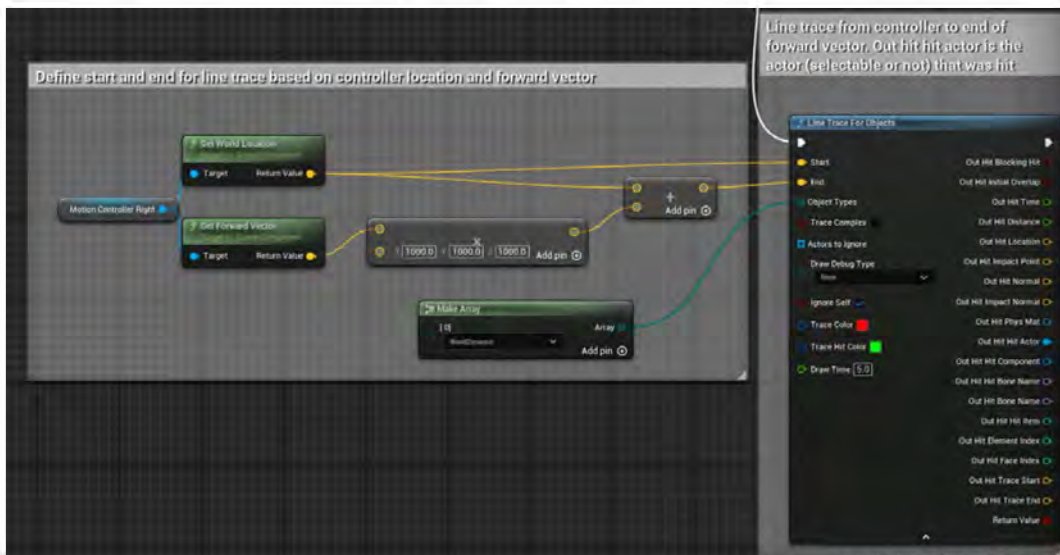 Line trace from controller to end of
forward vector. Out hit hit actor is the
actor (selectable or not) that was hit
Define start and end for line trace based on controller location and forward vector
Line Trace For Objects
Get World Location
Target Return Value
Motion Controller Right
Get Forward Vector
Target Return Value
1000.0 1000.0 1000.0 Add pin
Add pin
Make Array
[0] Array
WorldDynamic
Add pin
Start Out Hit Blocking Hit
End Out Hit Initial Overlap
Object Types Out Hit Time
Trace Complex Out Hit Distance
Actors to Ignore Out Hit Location
Draw Debug Type Out Hit Impact Point
None Out Hit Normal
Ignore Self Out Hit Impact Normal
Out Hit Phys Mat
Trace Color Out Hit Hit Actor
Trace Hit Color Out Hit Hit Component
Draw Time 5.0 Out Hit Hit Bone Name
Out Hit Bone Name
Out Hit Hit Item
Out Hit Element Index
Out Hit Face Index
Out Hit Trace Start
Out Hit Trace End
Return Value